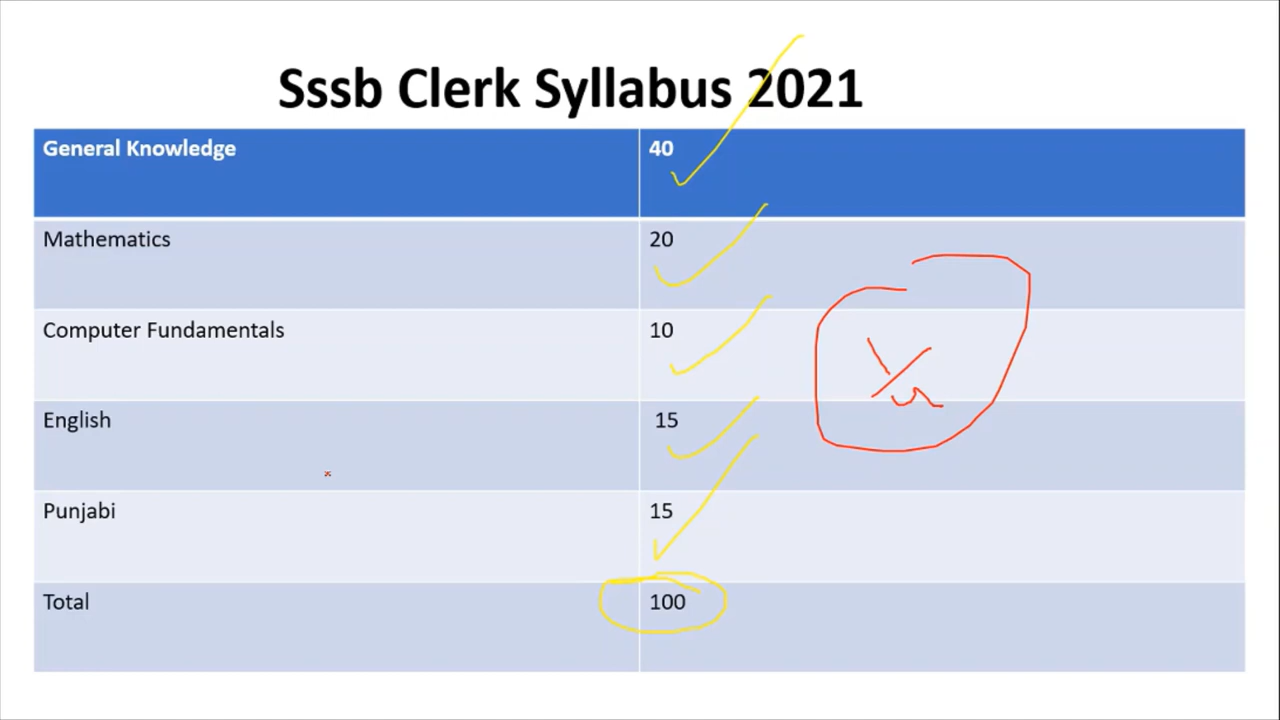 Sssb Clerk Syllabus 2021
General Knowledge 40
Mathematics 20
Computer Fundamentals 10
English 15
Punjabi 15
Total 100